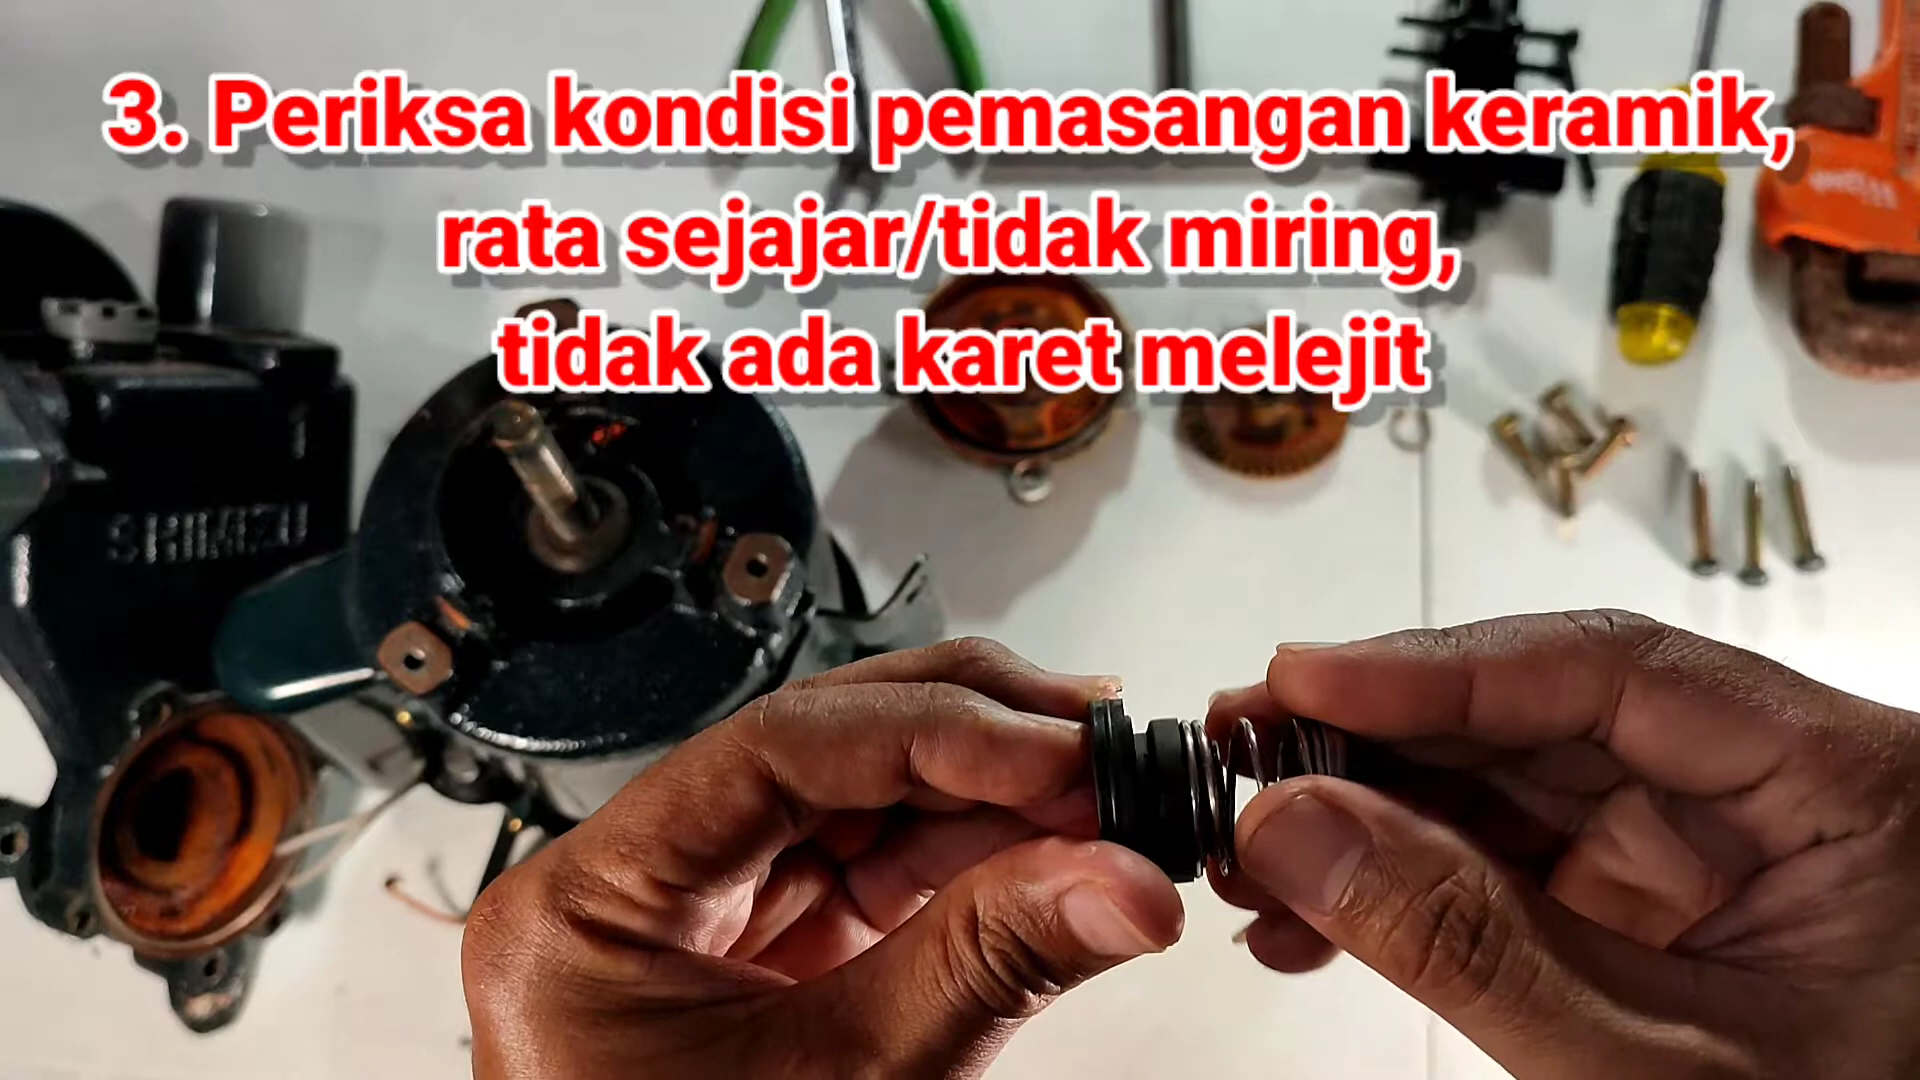 3. Periksa kondisi pemasangan keramik,
rata sejajar/tidak miring,
tidak ada karet melejit
SHIMIZU